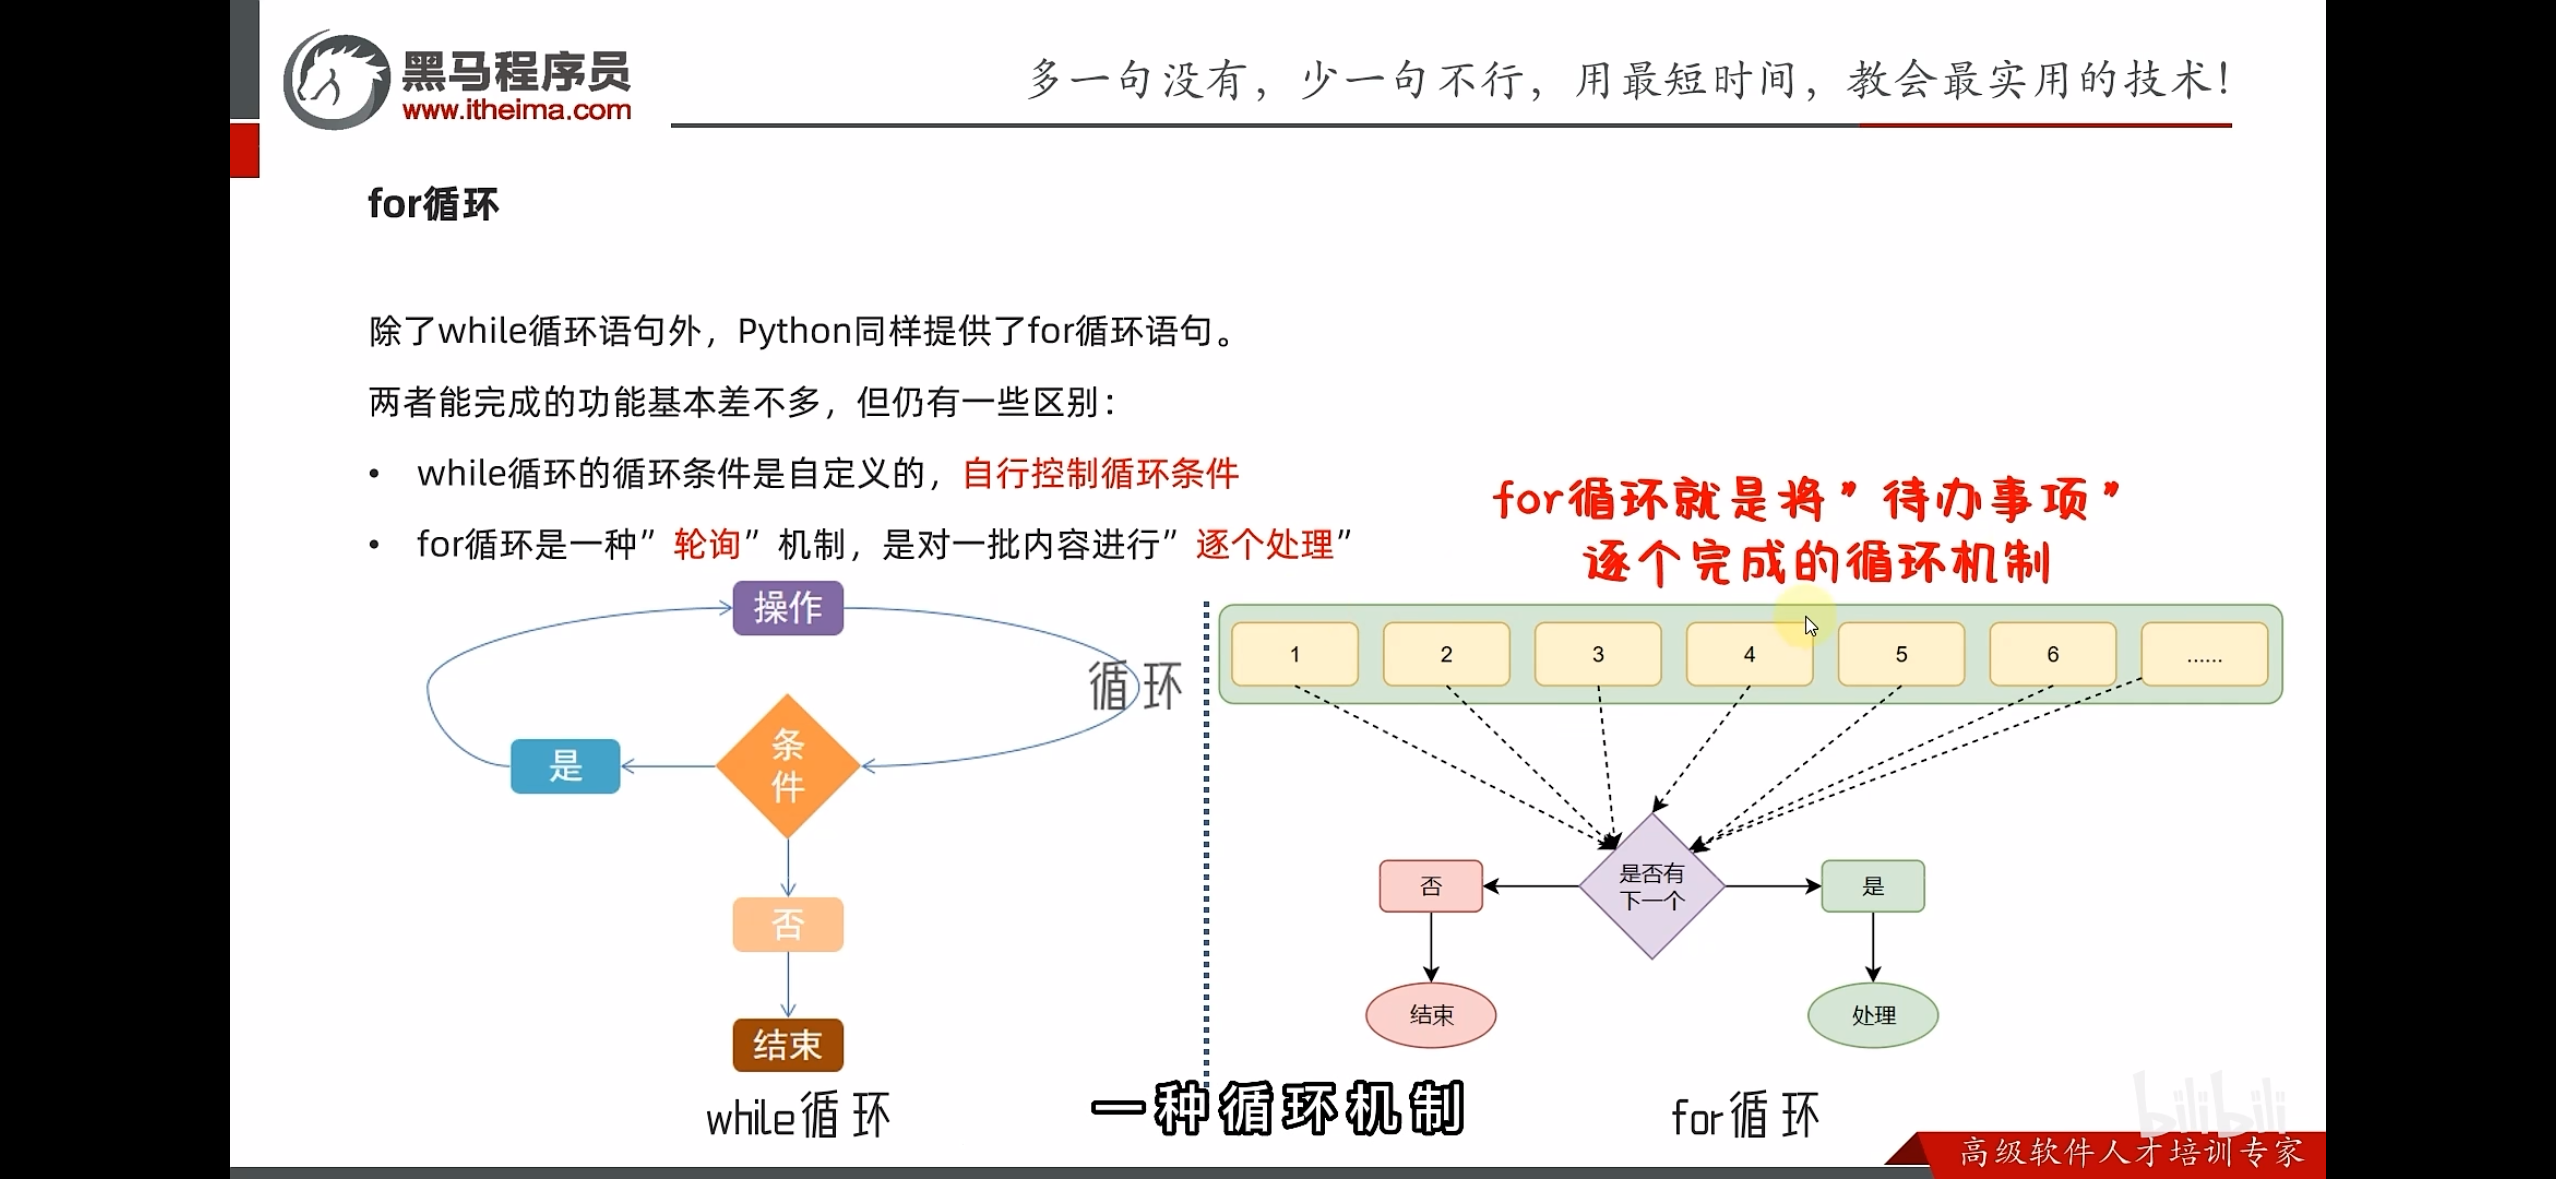 黑马程序员
www.itheima.com
多一句没有，少一句不行，用最短时间，教会最实用的技术！
for循环
除了while循环语句外，Python同样提供了for循环语句。
两者能完成的功能基本差不多，但仍有一些区别：
• while循环的循环条件是自定义的，自行控制循环条件
• for循环是一种”轮询”机制，是对一批内容进行”逐个处理”
for循环就是将”待办事项”
逐个完成的循环机制
操作
循环
条
件
是
否
结束
while循环
1
2
3
4
5
6
......
是否有
下一个
否
是
结束
处理
for循环
一种循环机制
bilibili
高级软件人才培训专家